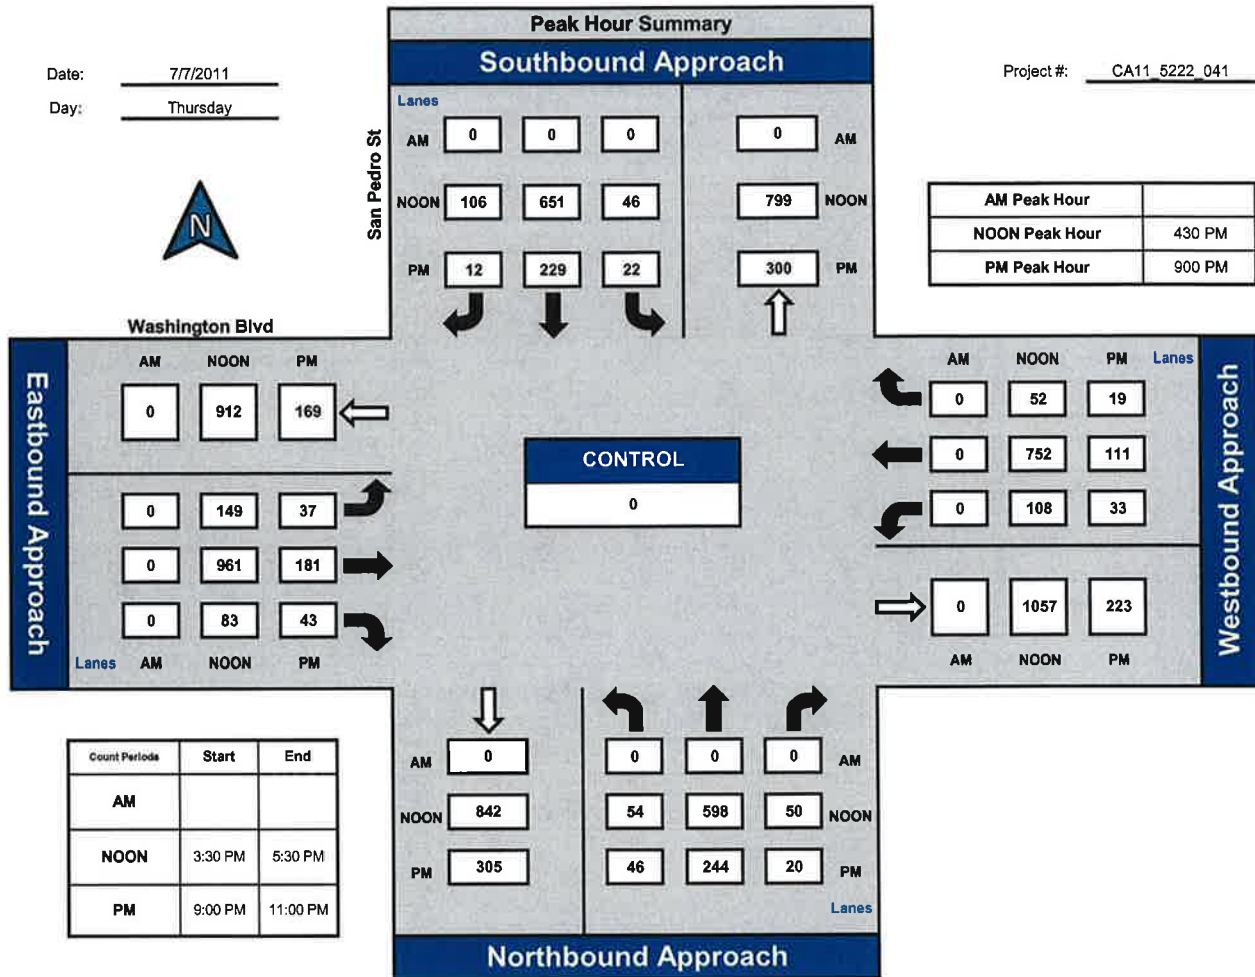 Peak Hour Summary
Southbound Approach
Date: 7/7/2011
Day: Thursday
Project #: CA11_5222_041
N
San Pedro St
Lanes
AM 0 0 0 0 AM
NOON 106 651 46 799 NOON
PM 12 229 22 300 PM
AM Peak Hour
NOON Peak Hour 430 PM
PM Peak Hour 900 PM
Washington Blvd
Eastbound Approach
AM NOON PM
0 912 169
0 149 37
0 961 181
0 83 43
Lanes AM NOON PM
CONTROL
0
AM NOON PM Lanes
0 52 19
0 752 111
0 108 33
0 1057 223
AM NOON PM
Westbound Approach
Count Periods Start End
AM
NOON 3:30 PM 5:30 PM
PM 9:00 PM 11:00 PM
AM 0 0 0 0 AM
NOON 842 54 598 50 NOON
PM 305 46 244 20 PM
Lanes
Northbound Approach